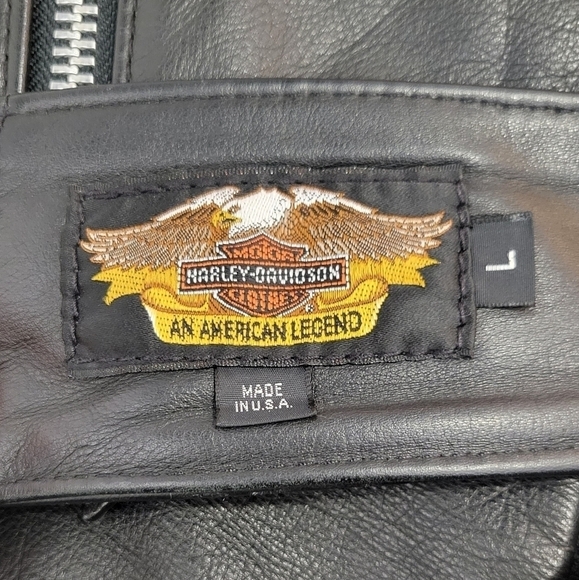 MOTOR
HARLEY-DAVIDSON
CYCLES
®
AN AMERICAN LEGEND
L
MADE
IN U.S.A.